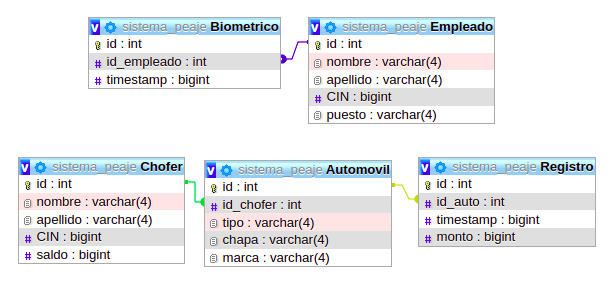 v sistema_peaje Biometrico
id : int
# id_empleado : int
# timestamp : bigint
v sistema_peaje Empleado
id : int
nombre : varchar(4)
apellido : varchar(4)
# CIN : bigint
puesto : varchar(4)
v sistema_peaje Chofer
id : int
nombre : varchar(4)
apellido : varchar(4)
# CIN : bigint
# saldo : bigint
v sistema_peaje Automovil
id : int
# id_chofer : int
tipo : varchar(4)
chapa : varchar(4)
marca : varchar(4)
v sistema_peaje Registro
id : int
# id_auto : int
# timestamp : bigint
# monto : bigint